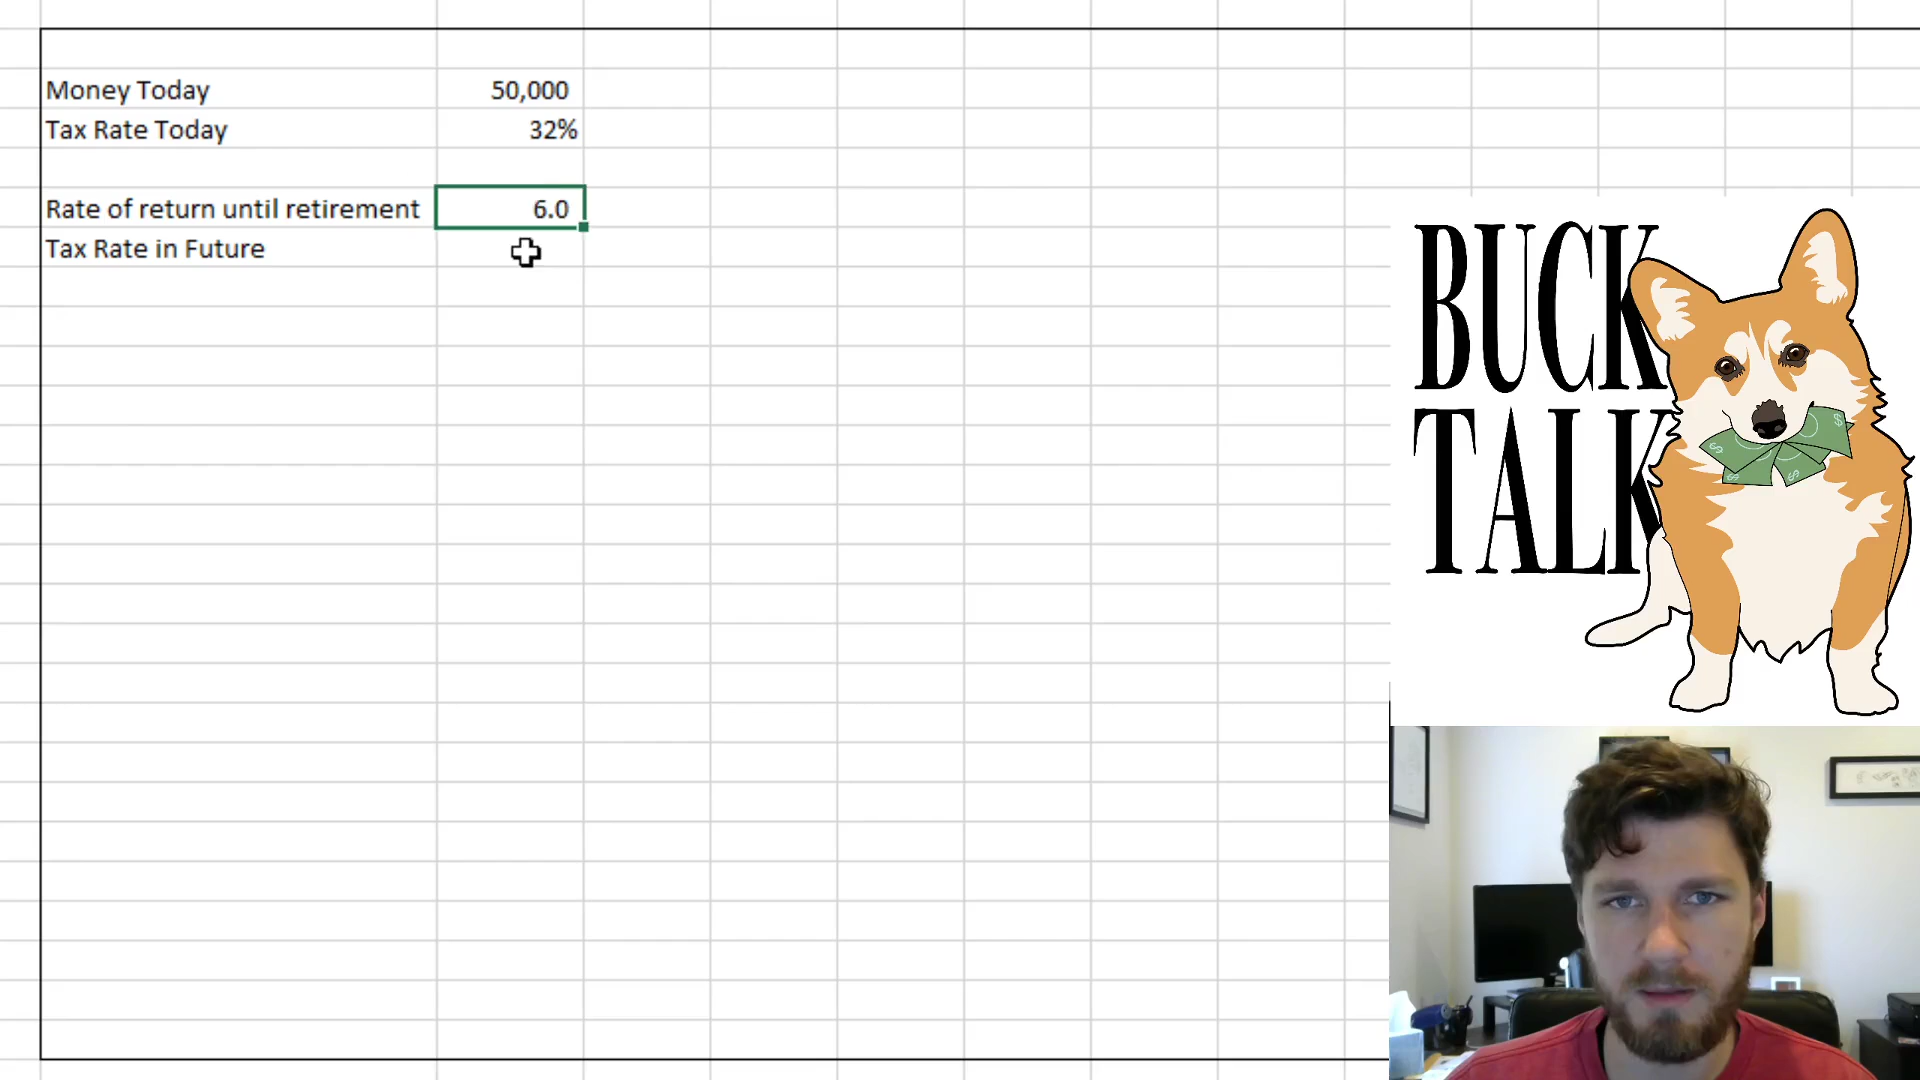 Money Today 50,000
Tax Rate Today 32%
Rate of return until retirement 6.0
Tax Rate in Future
BUCK
TALK